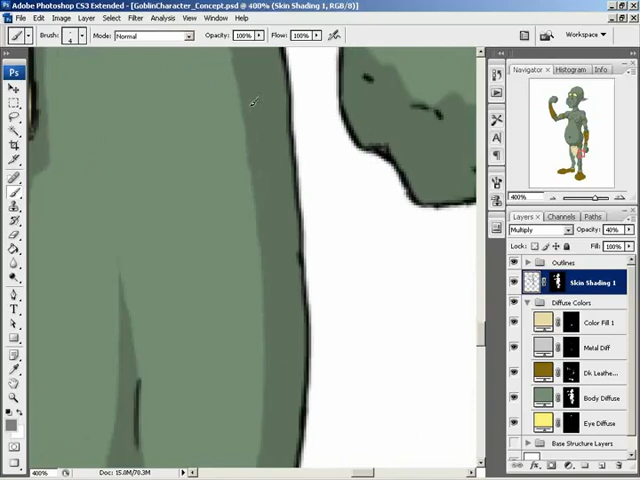 Adobe Photoshop CS3 Extended - [GoblinCharacter_Concept.psd @ 400% (Skin Shading 1, RGB/8)]
File Edit Image Layer Select Filter Analysis View Window Help
Brush: 4 Mode: Normal Opacity: 100% Flow: 100% Workspace
Ps
Navigator Histogram Info
400%
Layers Channels Paths
Multiply Opacity: 40%
Lock: Fill: 100%
Outlines
Skin Shading 1
Diffuse Colors
Color Fill 1
Metal Diff
Dk Leathe...
Body Diffuse
Eye Diffuse
Base Structure Layers
400% Doc: 15.0M/70.3M